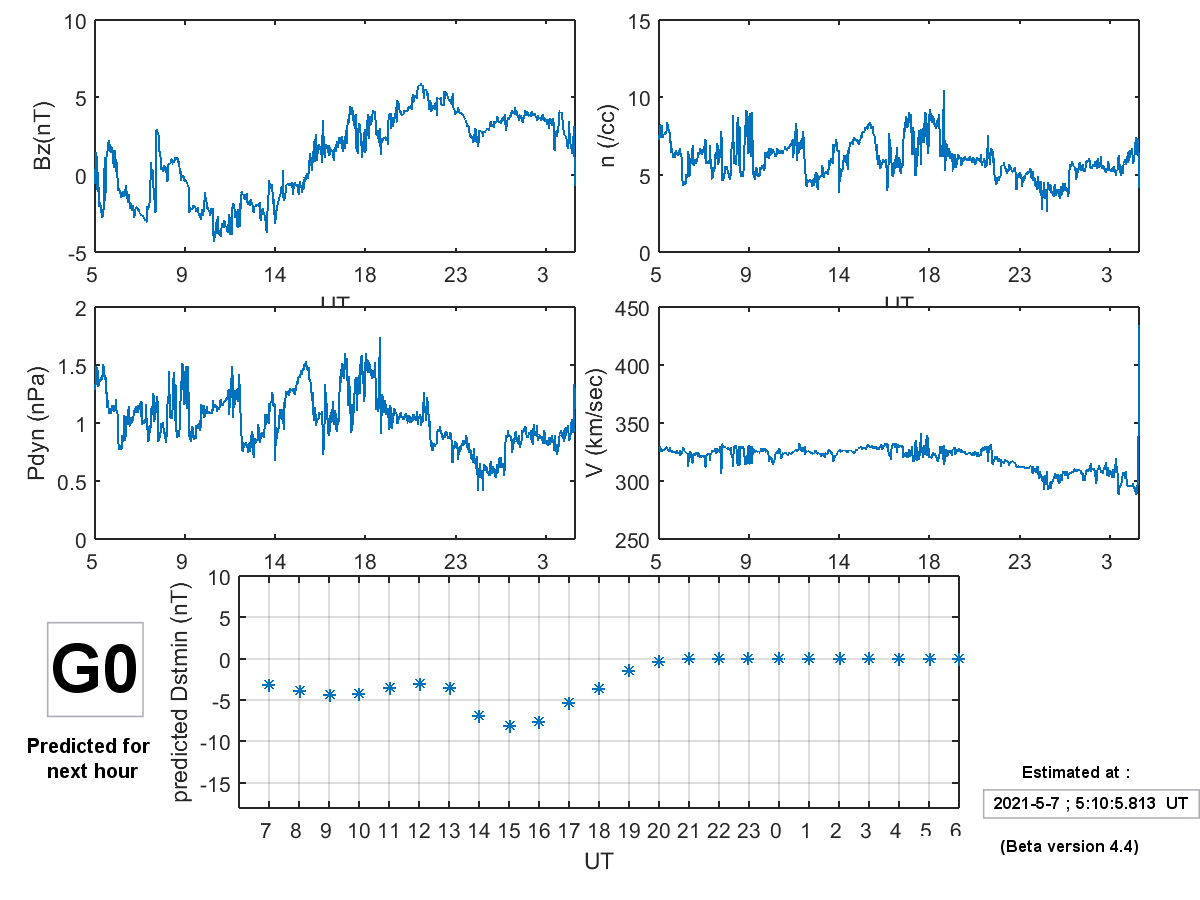 10
5
0
-5
Bz(nT)
5 9 14 18 23 3
UT
15
10
5
0
n (/cc)
5 9 14 18 23 3
UT
2
1.5
1
0.5
0
Pdyn (nPa)
5 9 14 18 23 3
450
400
350
300
250
V (km/sec)
5 9 14 18 23 3
10
5
0
-5
-10
-15
predicted Dstmin (nT)
7 8 9 10 11 12 13 14 15 16 17 18 19 20 21 22 23 0 1 2 3 4 5 6
UT
G0
Predicted for
next hour
Estimated at :
2021-5-7 ; 5:10:5.813 UT
(Beta version 4.4)